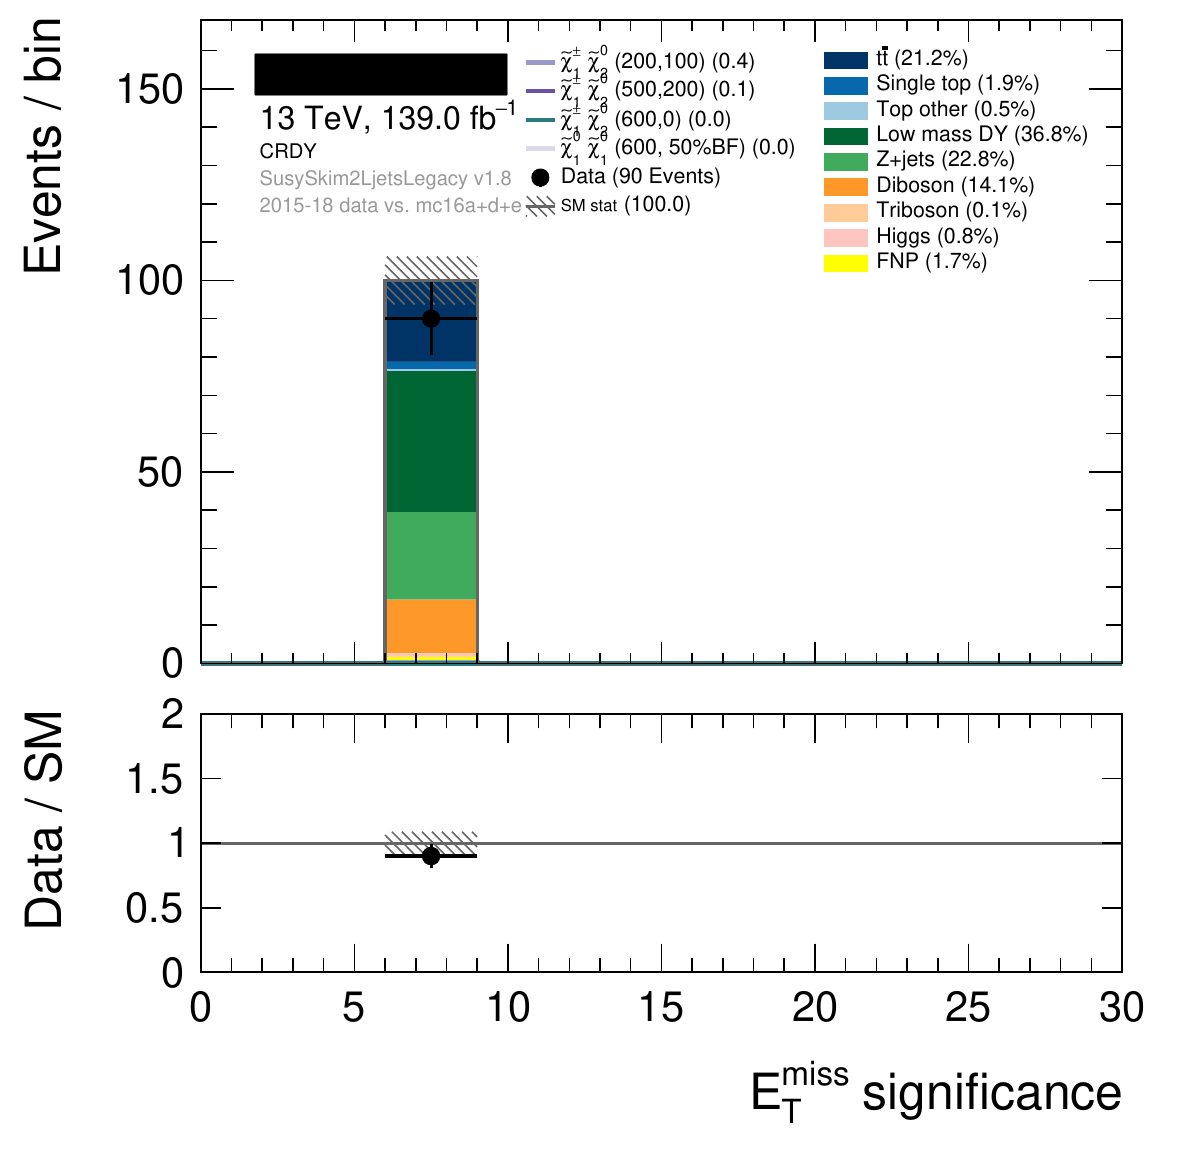 Events / bin
150
100
50
0
13 TeV, 139.0 fb⁻¹
CRDY
SusySkim2LjetsLegacy v1.8
2015-18 data vs. mc16a+d+e
χ̃₁± χ̃₂⁰ (200,100) (0.4)
χ̃₁± χ̃₂⁰ (500,200) (0.1)
χ̃₁± χ̃₂⁰ (600,0) (0.0)
χ̃₁⁰ χ̃₁⁰ (600, 50%BF) (0.0)
Data (90 Events)
SM stat (100.0)
tt̄ (21.2%)
Single top (1.9%)
Top other (0.5%)
Low mass DY (36.8%)
Z+jets (22.8%)
Diboson (14.1%)
Triboson (0.1%)
Higgs (0.8%)
FNP (1.7%)
Data / SM
2
1.5
1
0.5
0
0 5 10 15 20 25 30
E_T^miss significance